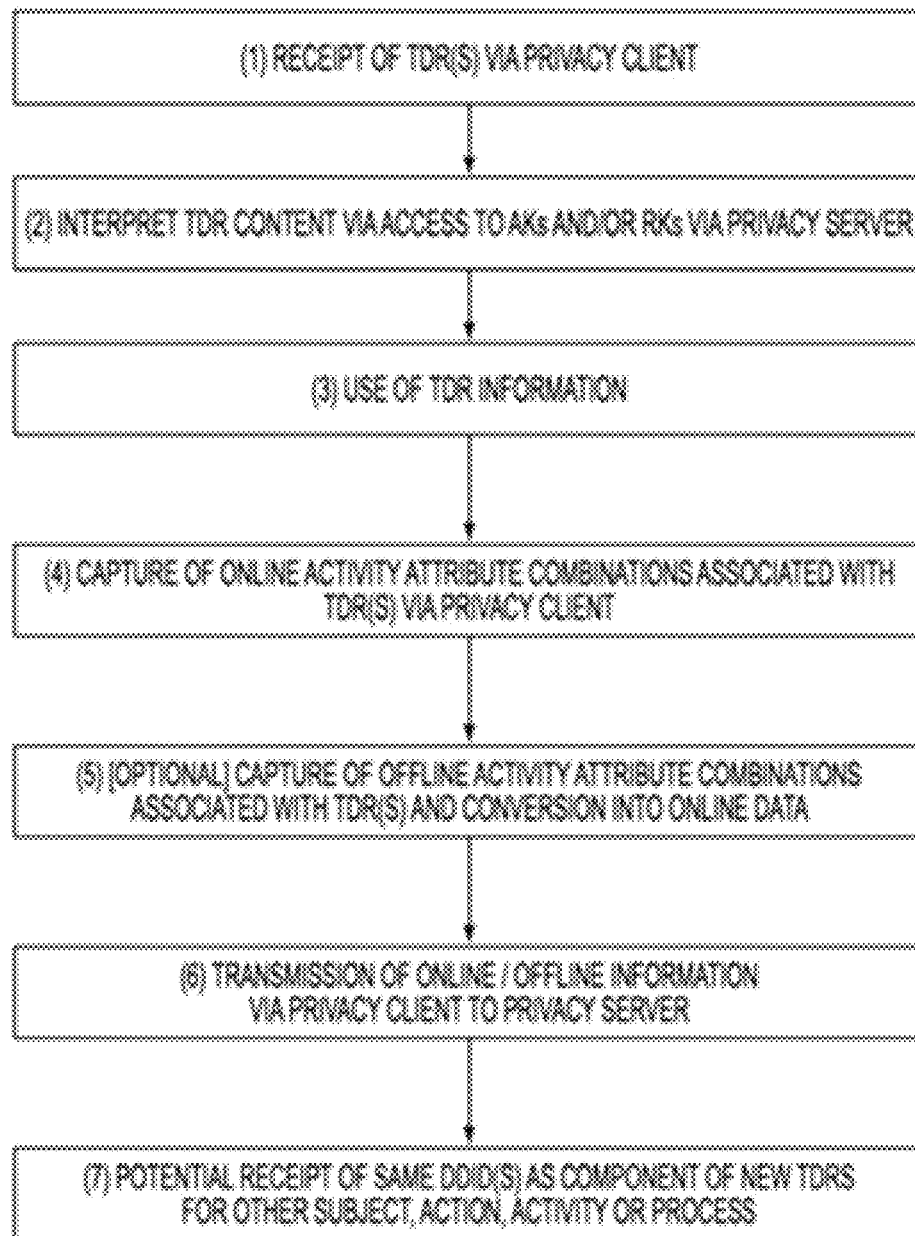 (1) RECEIPT OF TDR(S) VIA PRIVACY CLIENT
(2) INTERPRET TDR CONTENT VIA ACCESS TO AKs AND/OR RKs VIA PRIVACY SERVER
(3) USE OF TDR INFORMATION
(4) CAPTURE OF ONLINE ACTIVITY ATTRIBUTE COMBINATIONS ASSOCIATED WITH
TDR(S) VIA PRIVACY CLIENT
(5) [OPTIONAL] CAPTURE OF OFFLINE ACTIVITY ATTRIBUTE COMBINATIONS
ASSOCIATED WITH TDR(S) AND CONVERSION INTO ONLINE DATA
(6) TRANSMISSION OF ONLINE / OFFLINE INFORMATION
VIA PRIVACY CLIENT TO PRIVACY SERVER
(7) POTENTIAL RECEIPT OF SAME DDID(S) AS COMPONENT OF NEW TDRS
FOR OTHER SUBJECT, ACTION, ACTIVITY OR PROCESS